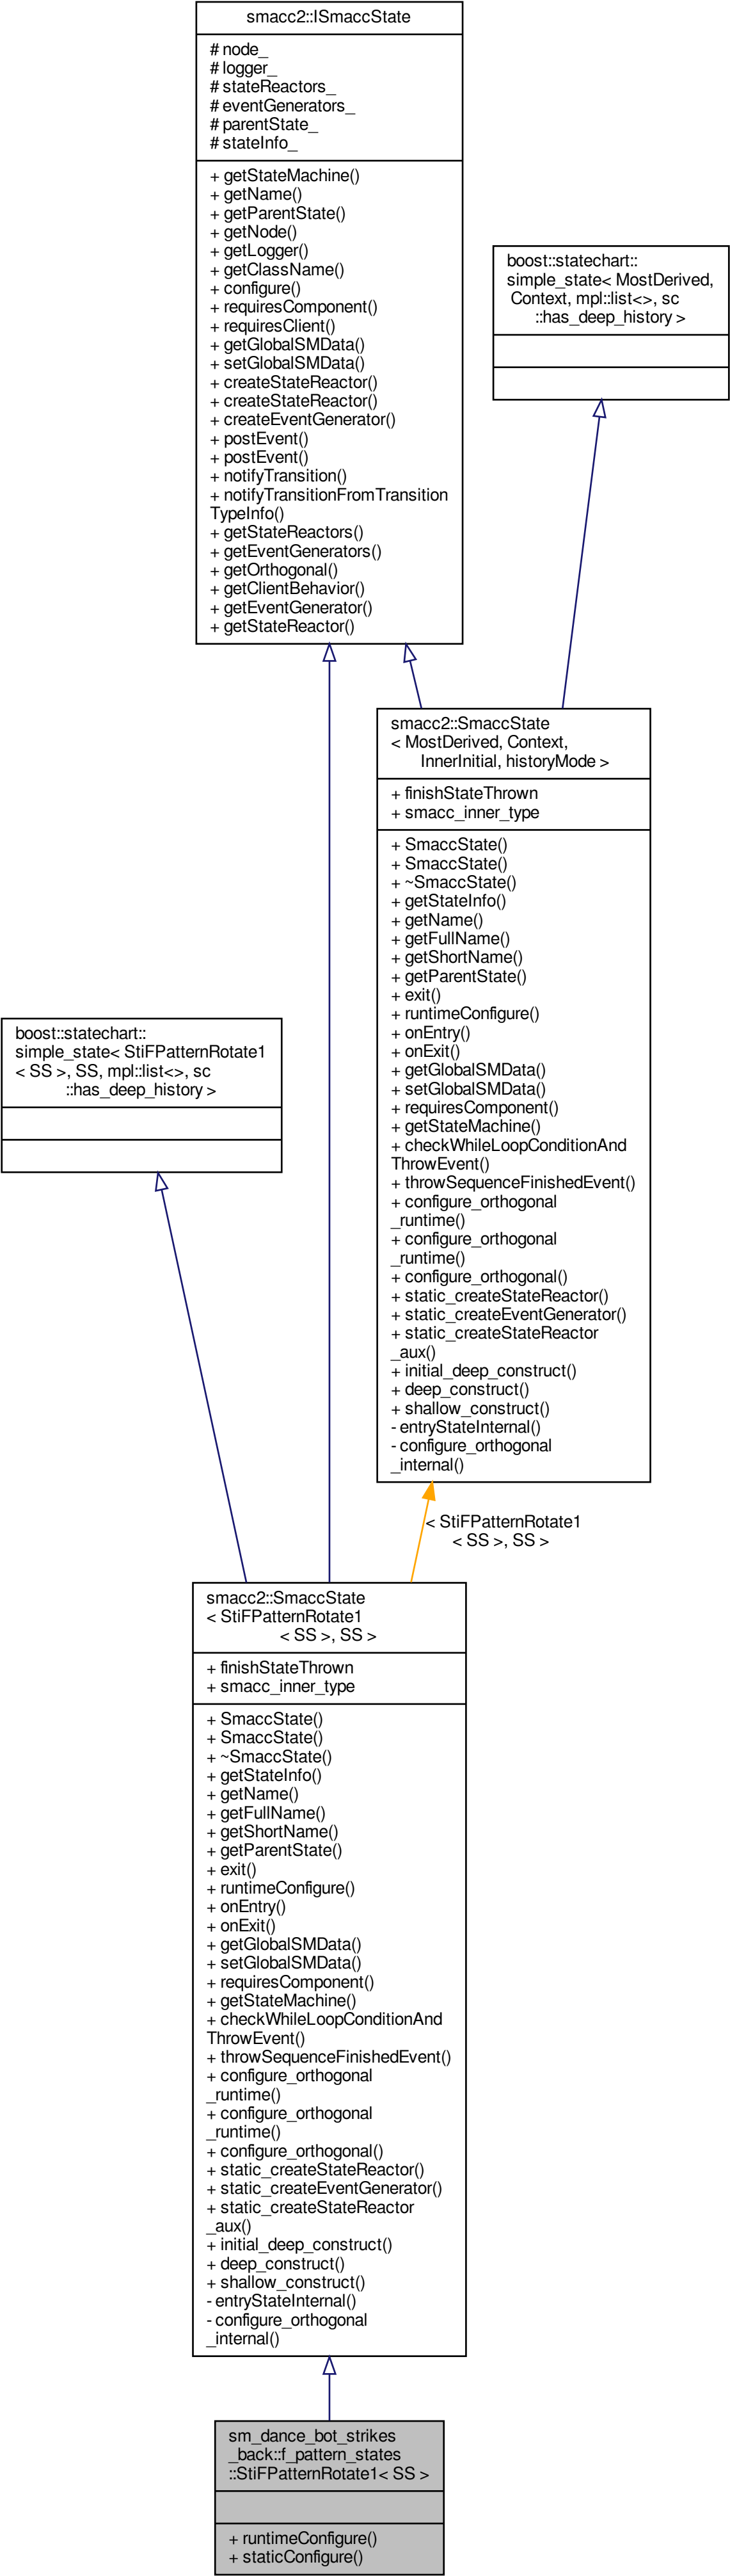 smacc2::ISmaccState
# node_
# logger_
# stateReactors_
# eventGenerators_
# parentState_
# stateInfo_
+ getStateMachine()
+ getName()
+ getParentState()
+ getNode()
+ getLogger()
+ getClassName()
+ configure()
+ requiresComponent()
+ requiresClient()
+ getGlobalSMData()
+ setGlobalSMData()
+ createStateReactor()
+ createStateReactor()
+ createEventGenerator()
+ postEvent()
+ postEvent()
+ notifyTransition()
+ notifyTransitionFromTransition
TypeInfo()
+ getStateReactors()
+ getEventGenerators()
+ getOrthogonal()
+ getClientBehavior()
+ getEventGenerator()
+ getStateReactor()
boost::statechart::
simple_state< MostDerived,
Context, mpl::list<>, sc
::has_deep_history >
smacc2::SmaccState
< MostDerived, Context,
InnerInitial, historyMode >
+ finishStateThrown
+ smacc_inner_type
+ SmaccState()
+ SmaccState()
+ ~SmaccState()
+ getStateInfo()
+ getName()
+ getFullName()
+ getShortName()
+ getParentState()
+ exit()
+ runtimeConfigure()
+ onEntry()
+ onExit()
+ getGlobalSMData()
+ setGlobalSMData()
+ requiresComponent()
+ getStateMachine()
+ checkWhileLoopConditionAnd
ThrowEvent()
+ throwSequenceFinishedEvent()
+ configure_orthogonal
_runtime()
+ configure_orthogonal
_runtime()
+ configure_orthogonal()
+ static_createStateReactor()
+ static_createEventGenerator()
+ static_createStateReactor
_aux()
+ initial_deep_construct()
+ deep_construct()
+ shallow_construct()
- entryStateInternal()
- configure_orthogonal
_internal()
boost::statechart::
simple_state< StiFPatternRotate1
< SS >, SS, mpl::list<>, sc
::has_deep_history >
< StiFPatternRotate1
< SS >, SS >
smacc2::SmaccState
< StiFPatternRotate1
< SS >, SS >
+ finishStateThrown
+ smacc_inner_type
+ SmaccState()
+ SmaccState()
+ ~SmaccState()
+ getStateInfo()
+ getName()
+ getFullName()
+ getShortName()
+ getParentState()
+ exit()
+ runtimeConfigure()
+ onEntry()
+ onExit()
+ getGlobalSMData()
+ setGlobalSMData()
+ requiresComponent()
+ getStateMachine()
+ checkWhileLoopConditionAnd
ThrowEvent()
+ throwSequenceFinishedEvent()
+ configure_orthogonal
_runtime()
+ configure_orthogonal
_runtime()
+ configure_orthogonal()
+ static_createStateReactor()
+ static_createEventGenerator()
+ static_createStateReactor
_aux()
+ initial_deep_construct()
+ deep_construct()
+ shallow_construct()
- entryStateInternal()
- configure_orthogonal
_internal()
sm_dance_bot_strikes
_back::f_pattern_states
::StiFPatternRotate1< SS >
+ runtimeConfigure()
+ staticConfigure()